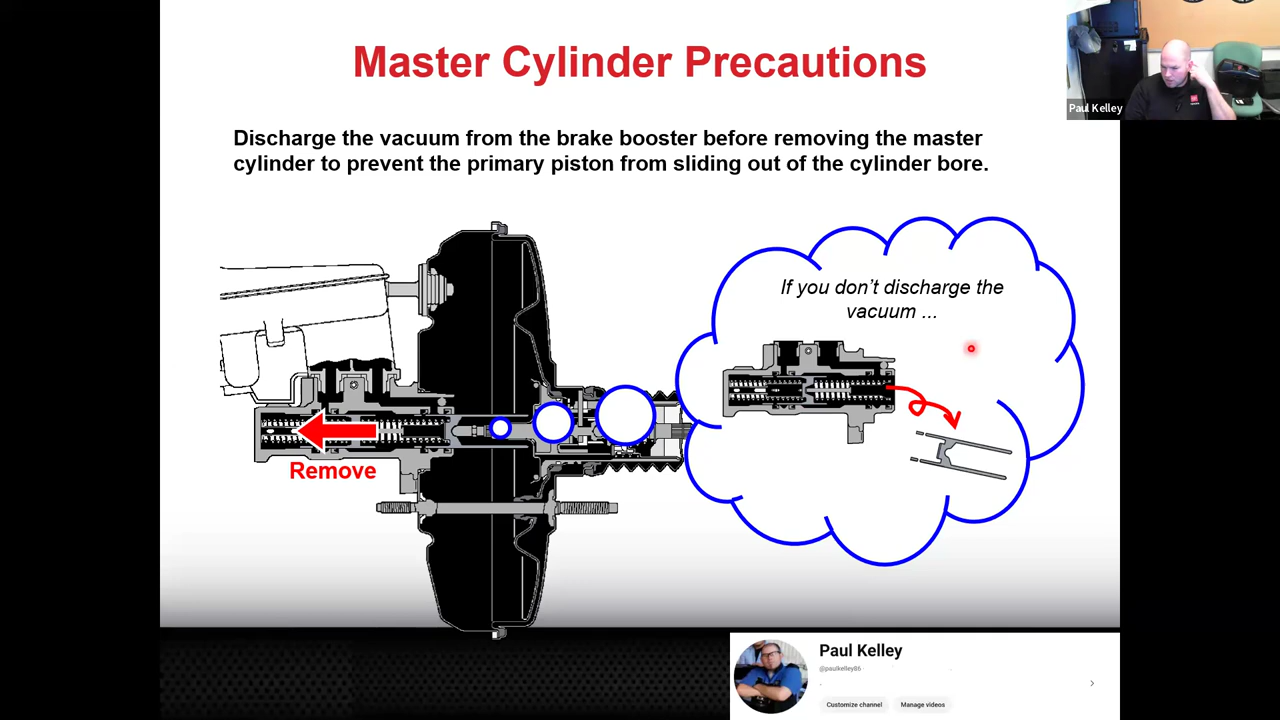 Master Cylinder Precautions
Paul Kelley
Discharge the vacuum from the brake booster before removing the master
cylinder to prevent the primary piston from sliding out of the cylinder bore.
If you don’t discharge the
vacuum ...
Remove
Paul Kelley
@paulkelley86
Customize channel
Manage videos